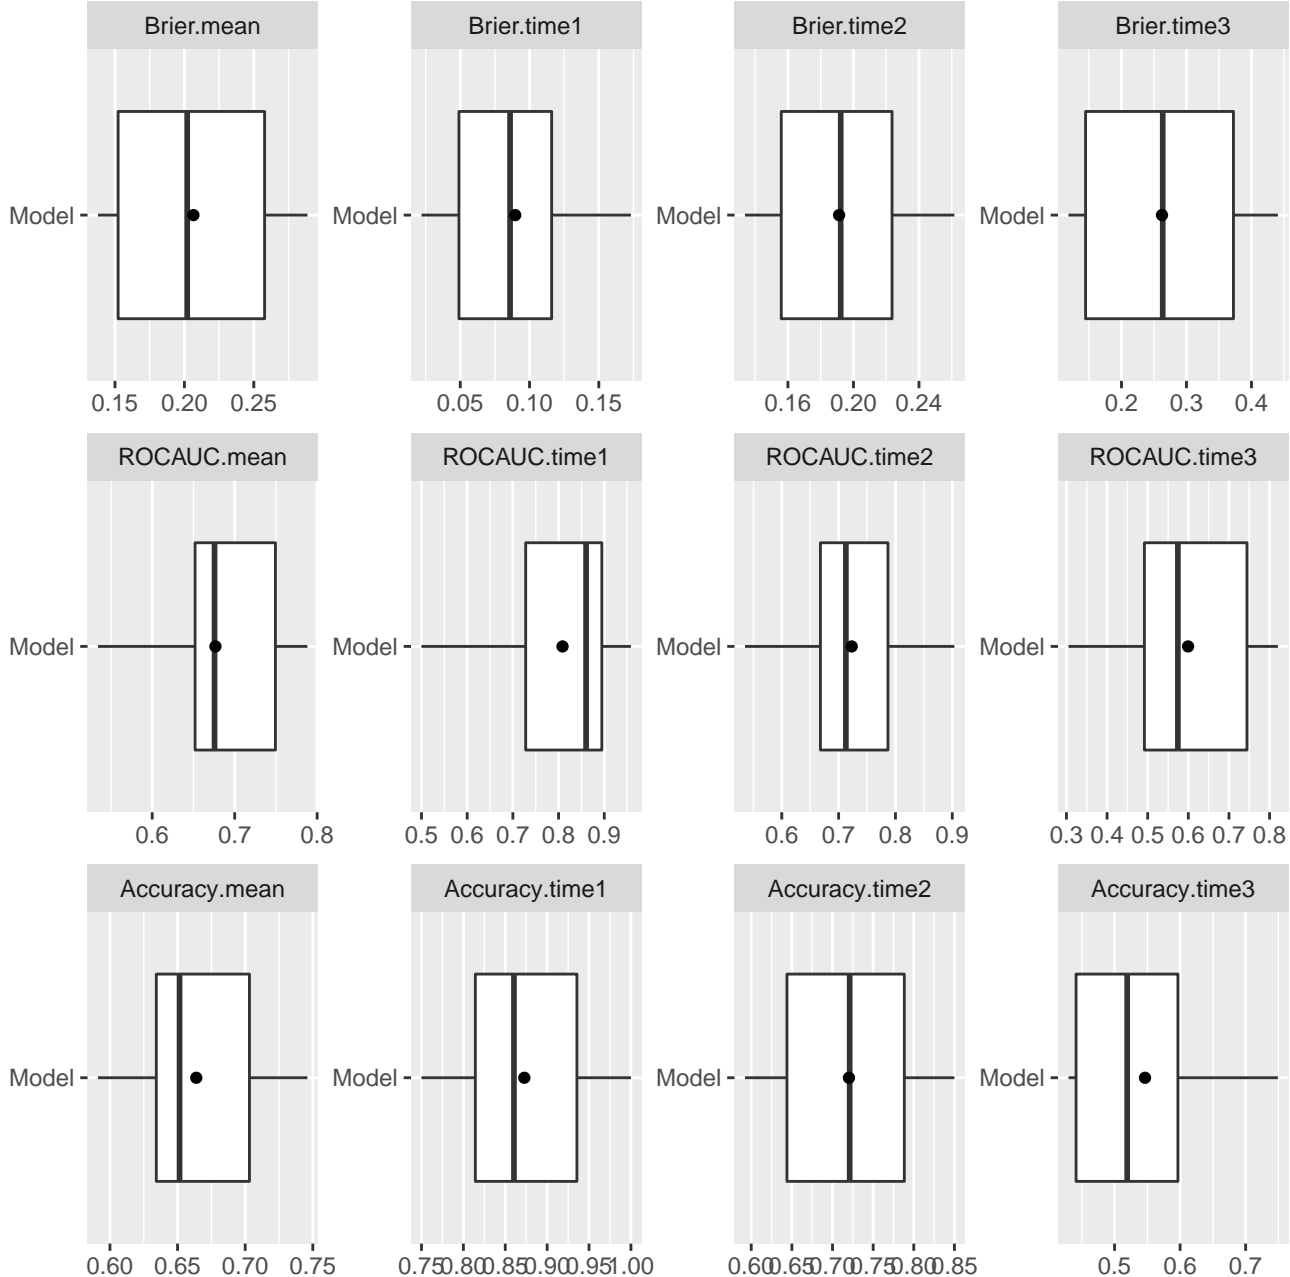 Brier.mean Brier.time1 Brier.time2 Brier.time3
Model Model Model Model
0.15 0.20 0.25 0.05 0.10 0.15 0.16 0.20 0.24 0.2 0.3 0.4
ROCAUC.mean ROCAUC.time1 ROCAUC.time2 ROCAUC.time3
Model Model Model Model
0.6 0.7 0.8 0.5 0.6 0.7 0.8 0.9 0.6 0.7 0.8 0.9 0.3 0.4 0.5 0.6 0.7 0.8
Accuracy.mean Accuracy.time1 Accuracy.time2 Accuracy.time3
Model Model Model Model
0.60 0.65 0.70 0.75 0.75 0.80 0.85 0.90 0.95 1.00 0.60 0.65 0.70 0.75 0.80 0.85 0.5 0.6 0.7